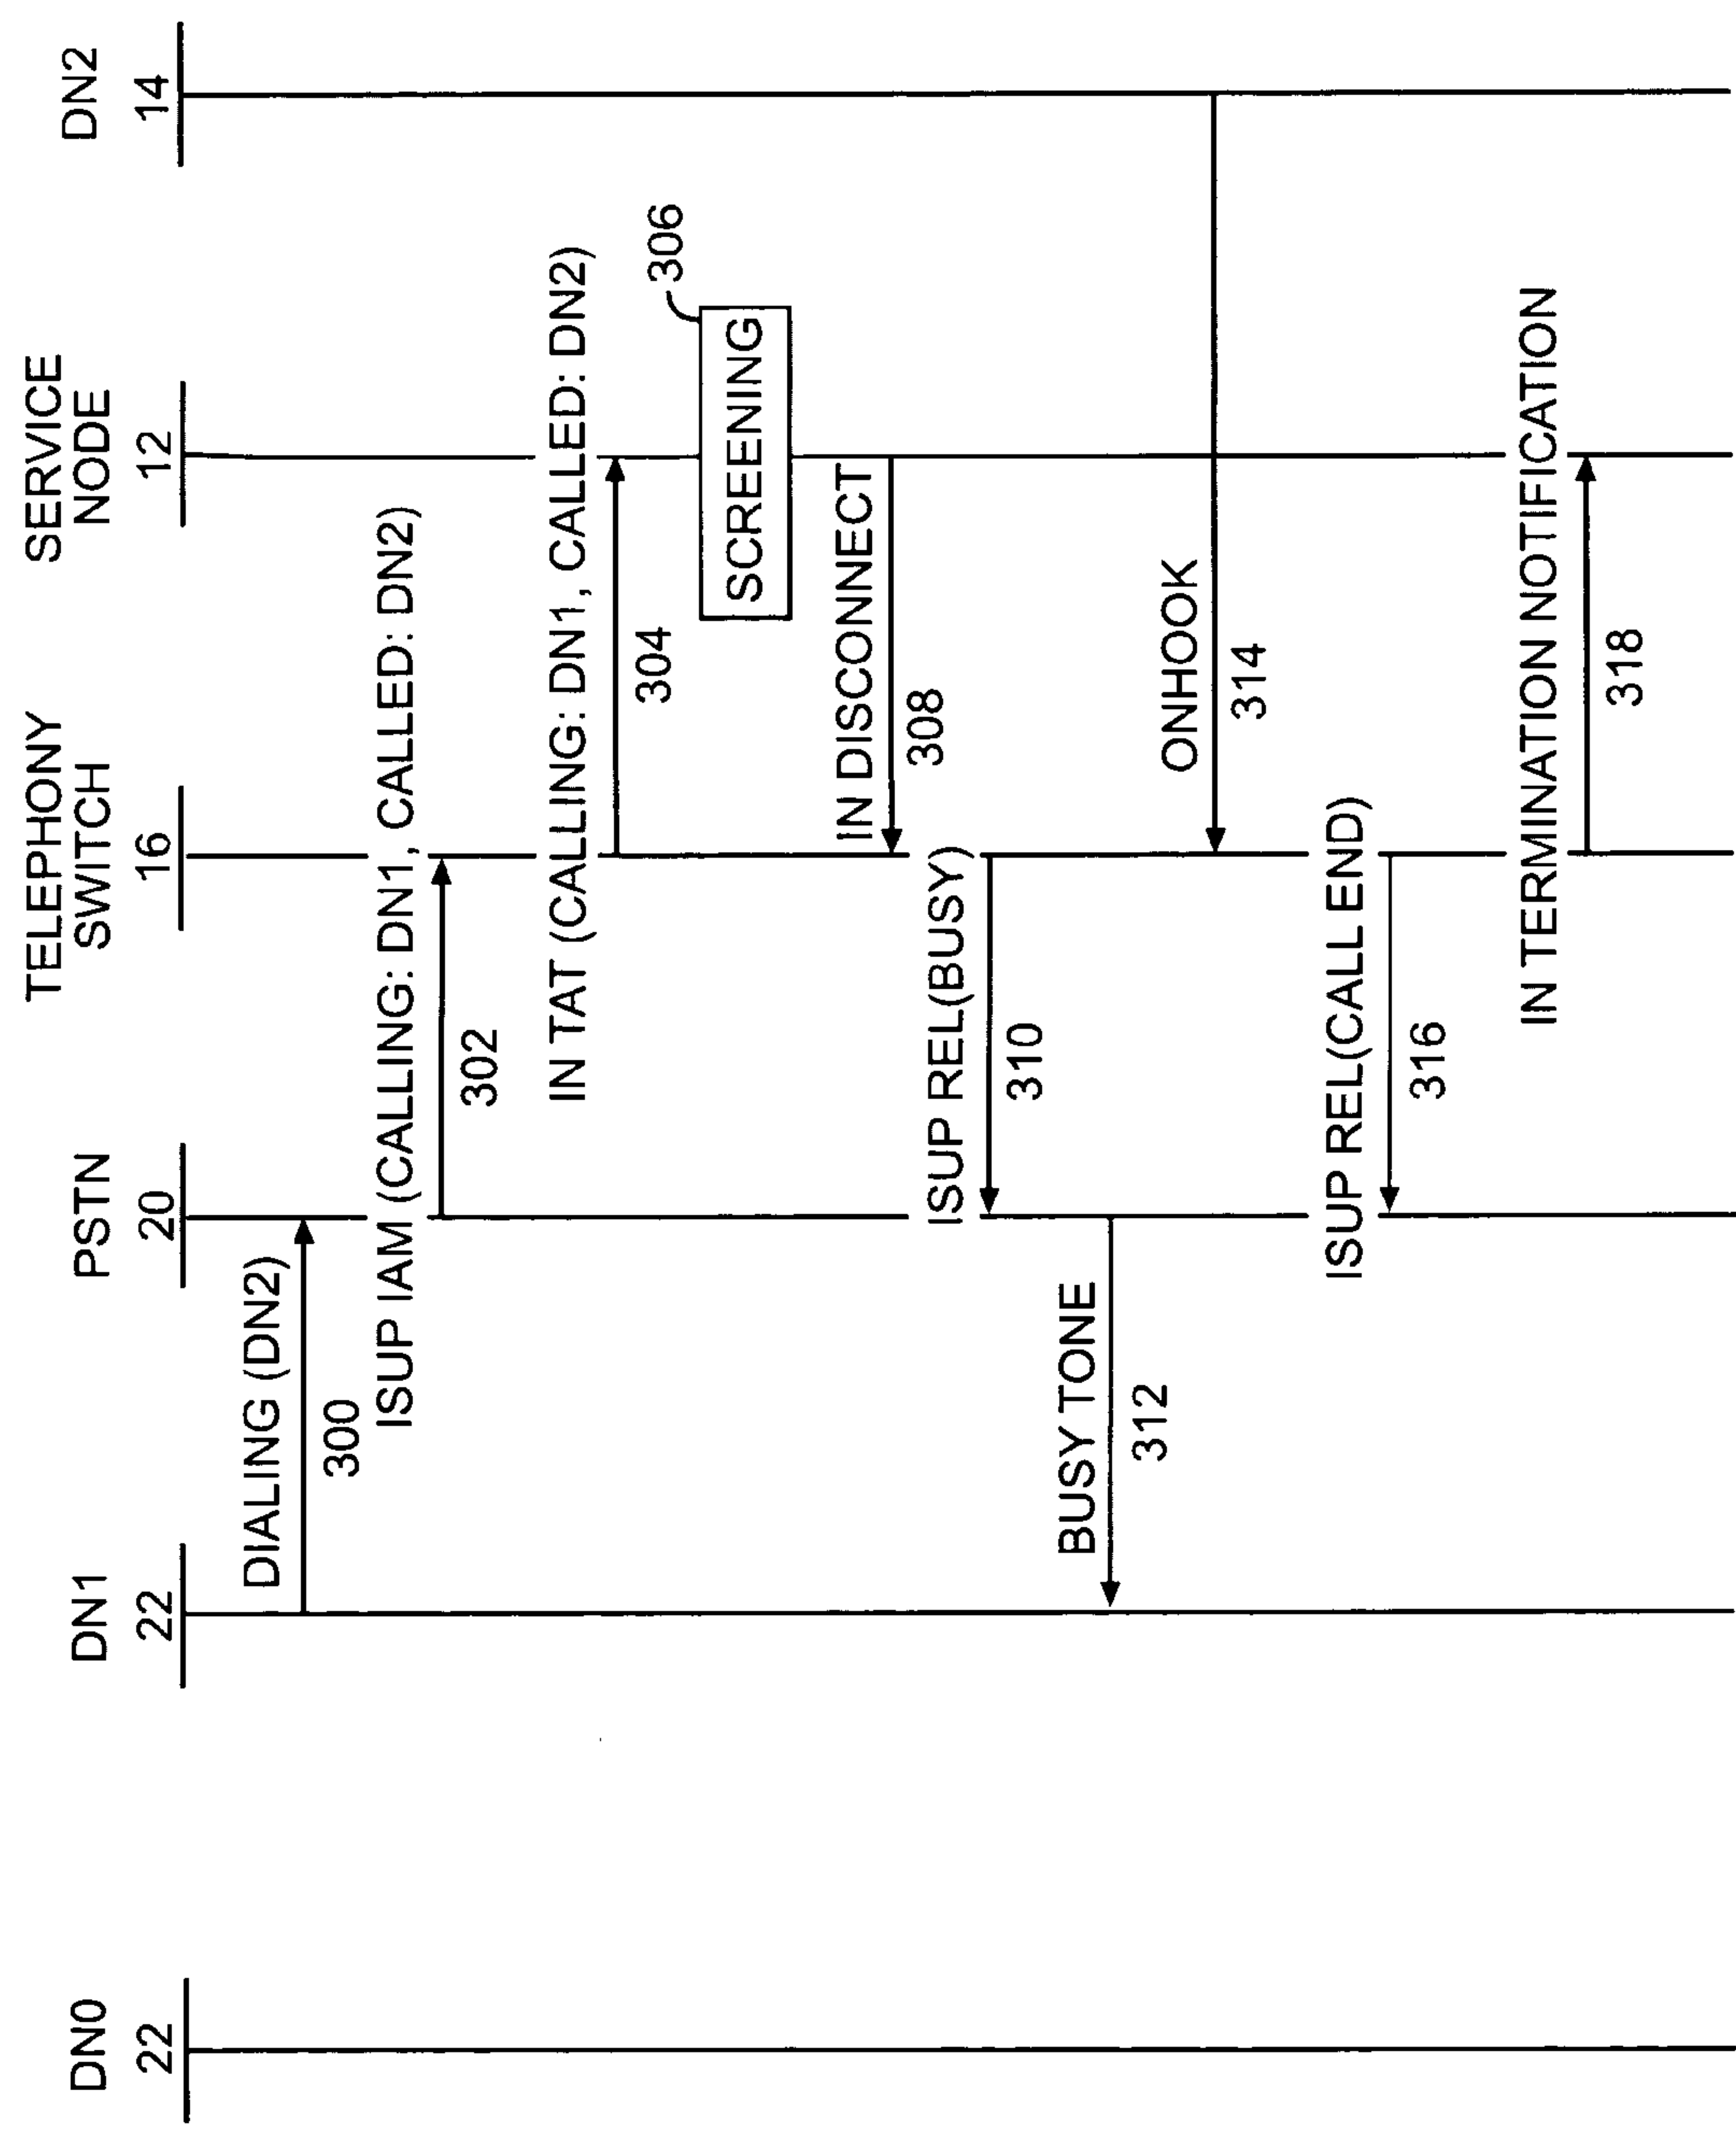 DN0
22
DN1
22
PSTN
20
TELEPHONY
SWITCH
16
SERVICE
NODE
12
DN2
14
DIALING (DN2)
300
ISUP IAM (CALLING: DN1, CALLED: DN2)
302
IN TAT (CALLING: DN1, CALLED: DN2)
304
306
SCREENING
IN DISCONNECT
308
ISUP REL(BUSY)
310
BUSY TONE
312
ONHOOK
314
ISUP REL(CALL END)
316
IN TERMINATION NOTIFICATION
318